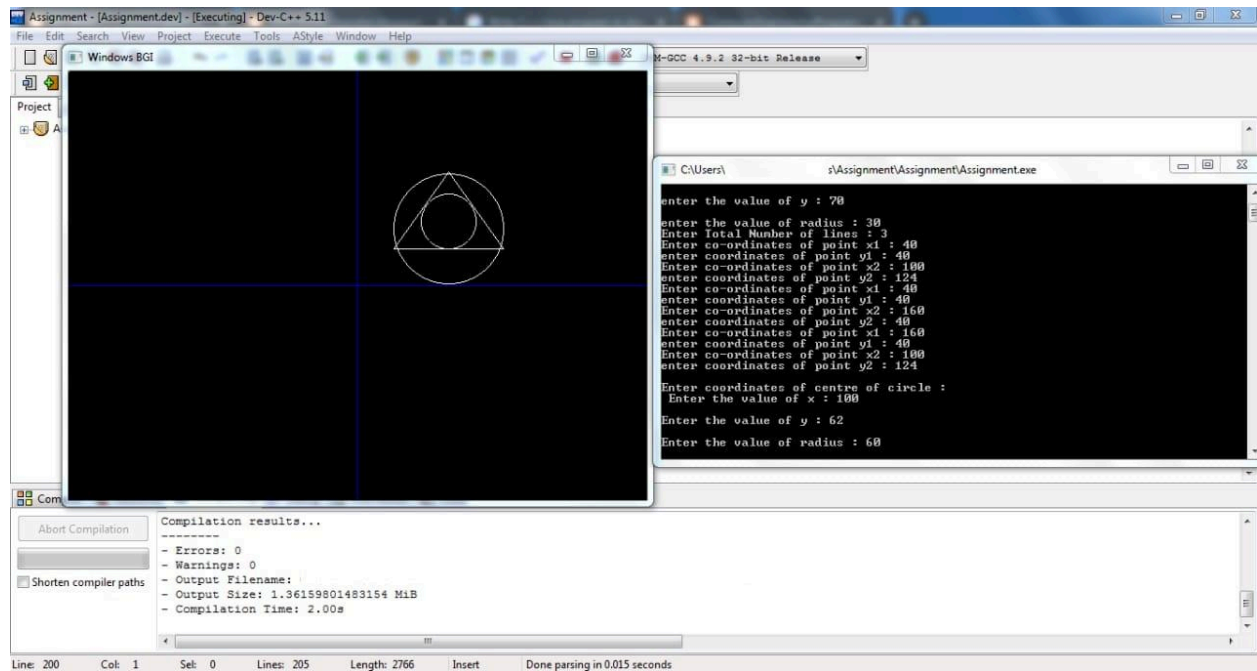 Assignment - [Assignment.dev] - [Executing] - Dev-C++ 5.11
File Edit Search View Project Execute Tools AStyle Window Help
Windows BGI
M-GCC 4.9.2 32-bit Release
Project
A
C:\Users\ s\Assignment\Assignment\Assignment.exe
enter the value of y : 70
enter the value of radius : 30
Enter Total Number of lines : 3
Enter co-ordinates of point x1 : 40
enter coordinates of point y1 : 40
Enter co-ordinates of point x2 : 100
enter coordinates of point y2 : 124
Enter co-ordinates of point x1 : 40
enter coordinates of point y1 : 40
Enter co-ordinates of point x2 : 160
enter coordinates of point y2 : 40
Enter co-ordinates of point x1 : 160
enter coordinates of point y1 : 40
Enter co-ordinates of point x2 : 100
enter coordinates of point y2 : 124
Enter coordinates of centre of circle :
Enter the value of x : 100
Enter the value of y : 62
Enter the value of radius : 60
Com
Abort Compilation
Shorten compiler paths
Compilation results...
--------
- Errors: 0
- Warnings: 0
- Output Filename:
- Output Size: 1.36159801483154 MiB
- Compilation Time: 2.00s
Line: 200 Col: 1 Sel: 0 Lines: 205 Length: 2766 Insert Done parsing in 0.015 seconds